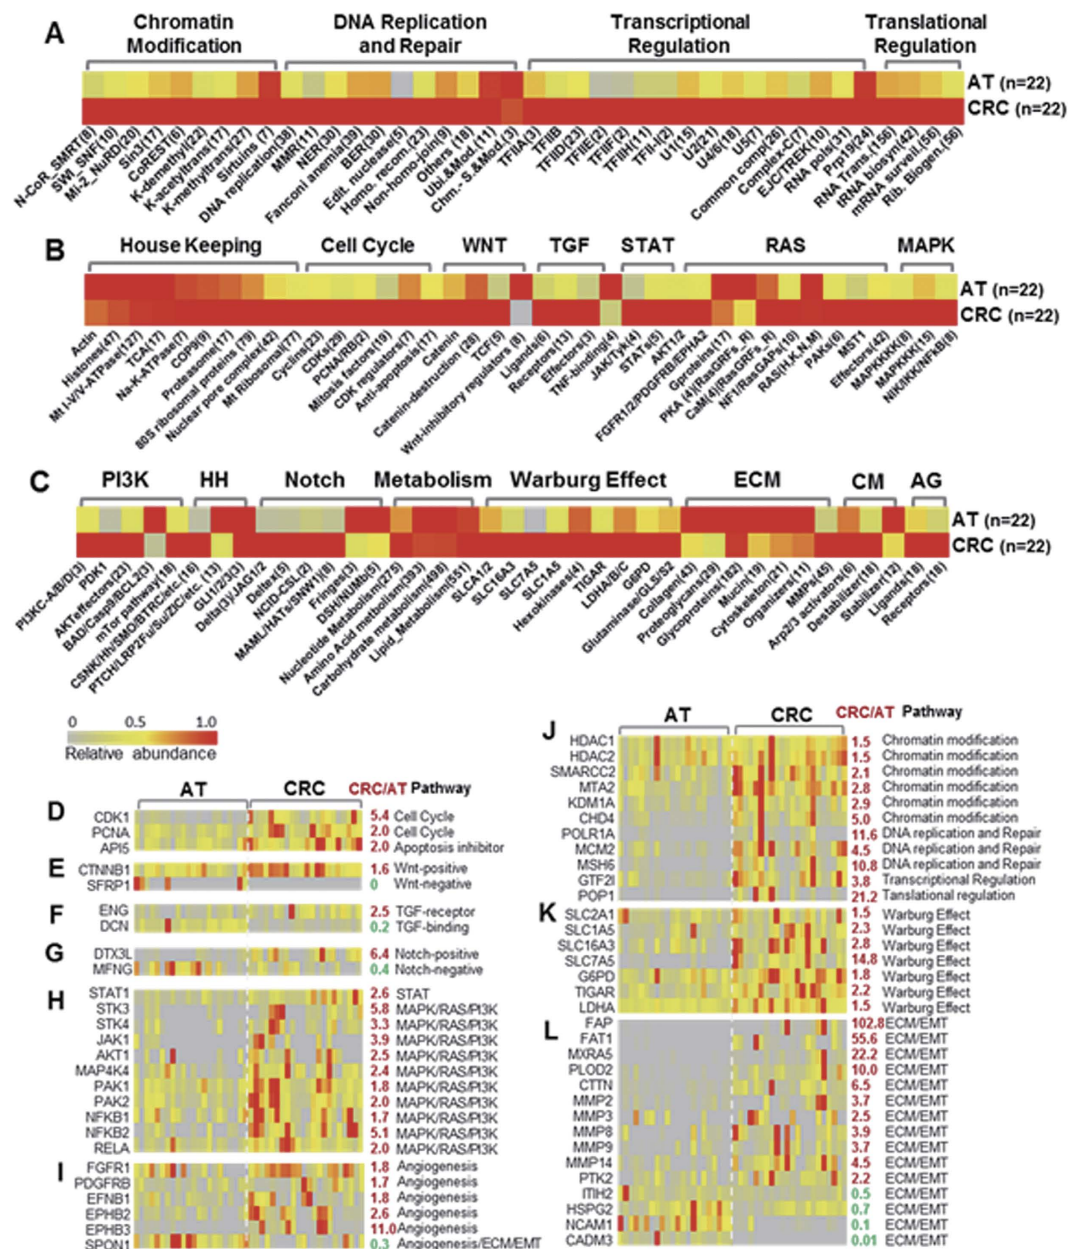 A
Chromatin Modification
DNA Replication and Repair
Transcriptional Regulation
Translational Regulation
AT (n=22)
CRC (n=22)
N-CoR_SMRT(8)
SWI_SNF(10)
Mi-2_NuRD(20)
Sin3(17)
CoREST(6)
K-demethyl(22)
K-acetyltrans(17)
K-methyltrans(27)
Sirtuins (7)
DNA replication(38)
MMR(11)
NER(30)
Fanconi anemia(39)
BER(30)
Edit. nuclease(5)
Homo. recom.(23)
Non-homo-join(9)
Others (18)
Ubi.&Mod.(11)
Chrn.- S.&Mod.(3)
TFIIA(3)
TFIIB
TFIID(23)
TFIIE(2)
TFIIF(2)
TFIIH(11)
TFII-I(2)
U1(15)
U2(21)
U4/6(18)
U5(7)
Common comp(26)
Complex-C(7)
EJC/TREX(10)
RNA pols(31)
Prp19(24)
RNA Trans.(156)
tRNA biosyn(42)
mRNA surveil.(56)
Rib. Biogen.(56)
B
House Keeping
Cell Cycle
WNT
TGF
STAT
RAS
MAPK
AT (n=22)
CRC (n=22)
Actin
Histones(47)
Mt I-V/V-ATPase(127)
TCA(17)
Na-K-ATPase(7)
COP9(9)
Proteasome(17)
80S ribosomal proteins (79)
Nuclear pore complex(42)
Mt Ribosomal(77)
Cyclins(23)
CDKs(29)
PCNA/RB(2)
Mitosis factors(19)
CDK regulators(7)
Anti-apoptosis(17)
Catenin
Catenin-destruction (28)
TCF(5)
Wnt-inhibitory regulators (8)
Ligands(6)
Receptors(13)
Effectors(3)
TNF-binding(4)
JAK/Tyk(4)
STATs(5)
AKT1/2
FGFR1/2/PDGFRB/EPHA2
Gproteins(17)
PKA (4)(RasGRFs_R)
CaM(4)(RasGRFs_R)
NF1/RasGAPs(10)
RAS(H,K,N,M)
PAKs(6)
MST1
Effectors(42)
MAPKKK(8)
MAPKKK(15)
NIK/IKK/NFKB(8)
C
PI3K
HH
Notch
Metabolism
Warburg Effect
ECM
CM
AG
AT (n=22)
CRC (n=22)
PI3KC-A/B/D(3)
PDK1
AKTeffectors(23)
BAD/Casp9/BCL2(3)
mTor pathway(18)
CSNK/Hh/SMO/BTRC/etc.(16)
PTCH/LRP2Fu/Su/ZIC/etc. (13)
GLI1/2/3(3)
Delta(3)/JAG1/2
Deltex(5)
NCID-CSL(2)
MAML/HATs/SNW1)(6)
Fringes(3)
DSH/NUMb(5)
Nucleotide Metabolism(275)
Amino Acid metabolism(393)
Carbohydrate metabolism(498)
Lipid_Metabolism(551)
SLCA1/2
SLC16A3
SLC7A5
SLC1A5
Hexokinases(4)
TIGAR
LDHA/B/C
G6PD
Glutaminase/GLS/S2
Collagen(43)
Proteoglycans(29)
Glycoproteins(182)
Mucin(19)
Cytoskeleton(21)
Organizers(11)
MMPs(45)
Arp2/3 activators(6)
Destabilizer(18)
Stabilizer(12)
Ligands(18)
Receptors(18)
0 0.5 1.0
Relative abundance
AT CRC CRC/AT Pathway
D
CDK1 5.4 Cell Cycle
PCNA 2.0 Cell Cycle
API5 2.0 Apoptosis inhibitor
E
CTNNB1 1.6 Wnt-positive
SFRP1 0 Wnt-negative
F
ENG 2.5 TGF-receptor
DCN 0.2 TGF-binding
G
DTX3L 6.4 Notch-positive
MFNG 0.4 Notch-negative
H
STAT1 2.6 STAT
STK3 5.8 MAPK/RAS/PI3K
STK4 3.3 MAPK/RAS/PI3K
JAK1 3.9 MAPK/RAS/PI3K
AKT1 2.5 MAPK/RAS/PI3K
MAP4K4 2.4 MAPK/RAS/PI3K
PAK1 1.8 MAPK/RAS/PI3K
PAK2 2.0 MAPK/RAS/PI3K
NFKB1 1.7 MAPK/RAS/PI3K
NFKB2 5.1 MAPK/RAS/PI3K
RELA 2.0 MAPK/RAS/PI3K
I
FGFR1 1.8 Angiogenesis
PDGFRB 1.7 Angiogenesis
EFNB1 1.8 Angiogenesis
EPHB2 2.6 Angiogenesis
EPHB3 11.0 Angiogenesis
SPON1 0.3 Angiogenesis/ECM/EMT
AT CRC CRC/AT Pathway
J
HDAC1 1.5 Chromatin modification
HDAC2 1.5 Chromatin modification
SMARCC2 2.1 Chromatin modification
MTA2 2.8 Chromatin modification
KDM1A 2.9 Chromatin modification
CHD4 5.0 Chromatin modification
POLR1A 11.6 DNA replication and Repair
MCM2 4.5 DNA replication and Repair
MSH6 10.8 DNA replication and Repair
GTF2I 3.8 Transcriptional Regulation
POP1 21.2 Tanslational regulation
K
SLC2A1 1.5 Warburg Effect
SLC1A5 2.3 Warburg Effect
SLC16A3 2.8 Warburg Effect
SLC7A5 14.8 Warburg Effect
G6PD 1.8 Warburg Effect
TIGAR 2.2 Warburg Effect
LDHA 1.5 Warburg Effect
L
FAP 102.8 ECM/EMT
FAT1 55.6 ECM/EMT
MXRA5 22.2 ECM/EMT
PLOD2 10.0 ECM/EMT
CTTN 6.5 ECM/EMT
MMP2 3.7 ECM/EMT
MMP3 2.5 ECM/EMT
MMP8 3.9 ECM/EMT
MMP9 3.7 ECM/EMT
MMP14 4.5 ECM/EMT
PTK2 2.2 ECM/EMT
ITIH2 0.5 ECM/EMT
HSPG2 0.7 ECM/EMT
NCAM1 0.1 ECM/EMT
CADM3 0.01 ECM/EMT